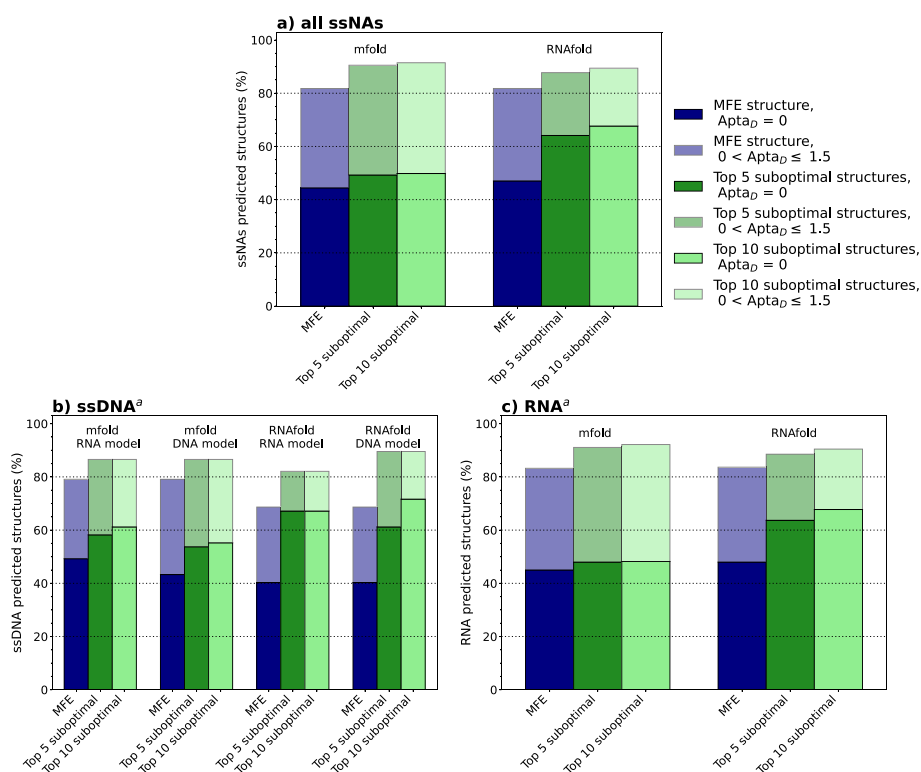 a) all ssNAs
mfold
RNAfold
ssNAs predicted structures (%)
100
80
60
40
20
0
MFE
Top 5 suboptimal
Top 10 suboptimal
MFE
Top 5 suboptimal
Top 10 suboptimal
MFE structure,
Apta_D = 0
MFE structure,
0 < Apta_D ≤ 1.5
Top 5 suboptimal structures,
Apta_D = 0
Top 5 suboptimal structures,
0 < Apta_D ≤ 1.5
Top 10 suboptimal structures,
Apta_D = 0
Top 10 suboptimal structures,
0 < Apta_D ≤ 1.5
b) ssDNA^a
mfold
RNA model
mfold
DNA model
RNAfold
RNA model
RNAfold
DNA model
ssDNA predicted structures (%)
100
80
60
40
20
0
MFE
Top 5 suboptimal
Top 10 suboptimal
MFE
Top 5 suboptimal
Top 10 suboptimal
MFE
Top 5 suboptimal
Top 10 suboptimal
MFE
Top 5 suboptimal
Top 10 suboptimal
c) RNA^a
mfold
RNAfold
RNA predicted structures (%)
100
80
60
40
20
0
MFE
Top 5 suboptimal
Top 10 suboptimal
MFE
Top 5 suboptimal
Top 10 suboptimal